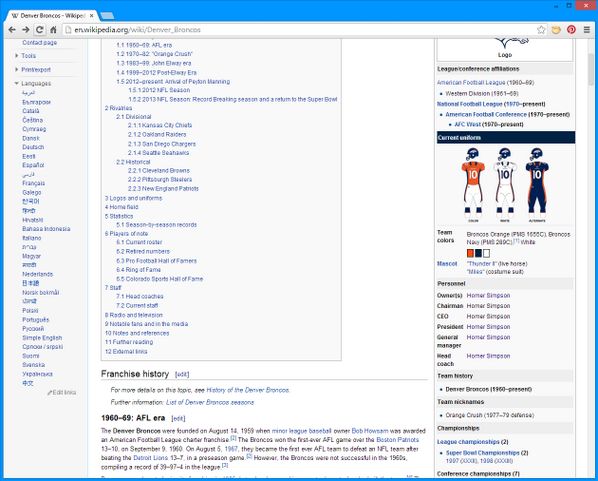 Denver Broncos - Wikiped
en.wikipedia.org/wiki/Denver_Broncos
Contact page
Tools
Print/export
Languages
العربية
Български
Català
Čeština
Cymraeg
Dansk
Deutsch
Eesti
Español
فارسی
Français
Galego
한국어
हिन्दी
Hrvatski
Bahasa Indonesia
Italiano
עברית
Magyar
मराठी
Nederlands
日本語
Norsk bokmål
Polski
Português
Русский
Simple English
Српски / srpski
Suomi
Svenska
Українська
中文
Edit links
1.1 1960–69: AFL era
1.2 1970–82: "Orange Crush"
1.3 1983–99: John Elway era
1.4 1999–2012 Post-Elway Era
1.5 2012–present: Arrival of Peyton Manning
1.5.1 2012 NFL Season
1.5.2 2013 NFL Season: Record Breaking season and a return to the Super Bowl
2 Rivalries
2.1 Divisional
2.1.1 Kansas City Chiefs
2.1.2 Oakland Raiders
2.1.3 San Diego Chargers
2.1.4 Seattle Seahawks
2.2 Historical
2.2.1 Cleveland Browns
2.2.2 Pittsburgh Steelers
2.2.3 New England Patriots
3 Logos and uniforms
4 Home field
5 Statistics
5.1 Season-by-season records
6 Players of note
6.1 Current roster
6.2 Retired numbers
6.3 Pro Football Hall of Famers
6.4 Ring of Fame
6.5 Colorado Sports Hall of Fame
7 Staff
7.1 Head coaches
7.2 Current staff
8 Radio and television
9 Notable fans and in the media
10 Notes and references
11 Further reading
12 External links
Franchise history [edit]
For more details on this topic, see History of the Denver Broncos.
Further information: List of Denver Broncos seasons
1960–69: AFL era [edit]
The Denver Broncos were founded on August 14, 1959 when minor league baseball owner Bob Howsam was awarded
an American Football League charter franchise.[2] The Broncos won the first-ever AFL game over the Boston Patriots
13–10, on September 9, 1960. On August 5, 1967, they became the first ever AFL team to defeat an NFL team after
beating the Detroit Lions 13–7, in a preseason game.[2] However, the Broncos were not successful in the 1960s,
compiling a record of 39–97–4 in the league.[3]
Logo
League/conference affiliations
American Football League (1960–69)
Western Division (1961–69)
National Football League (1970–present)
American Football Conference (1970–present)
AFC West (1970–present)
Current uniform
10 10 10
COLOR WHITE ALTERNATE
Team colors Broncos Orange (PMS 1655C), Broncos Navy (PMS 289C),[1] White
Mascot "Thunder II" (live horse)
"Miles" (costume suit)
Personnel
Owner(s) Homer Simpson
Chairman Homer Simpson
CEO Homer Simpson
President Homer Simpson
General manager Homer Simpson
Head coach Homer Simpson
Team history
Denver Broncos (1960–present)
Team nicknames
Orange Crush (1977–79 defense)
Championships
League championships (2)
Super Bowl Championships (2)
1997 (XXXII), 1998 (XXXIII)
Conference championships (7)